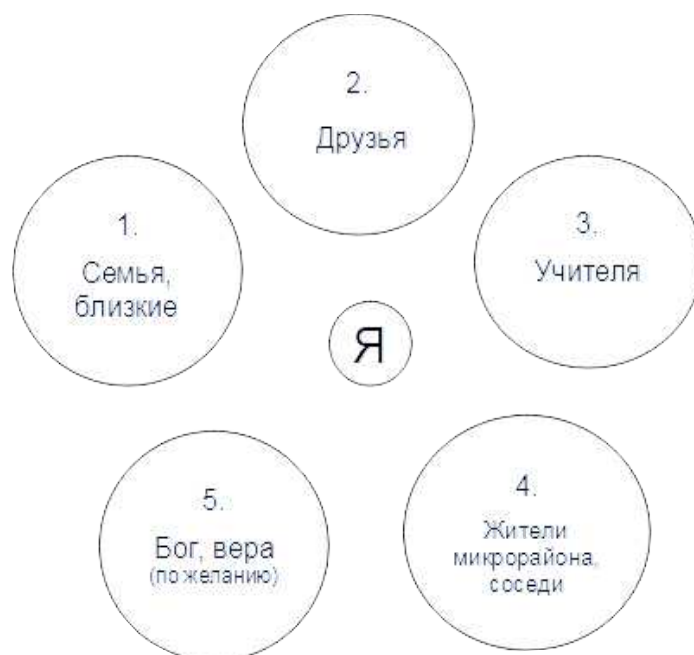 1.
Семья,
близкие
2.
Друзья
3.
Учителя
Я
4.
Жители
микрорайона,
соседи
5.
Бог, вера
(по желанию)